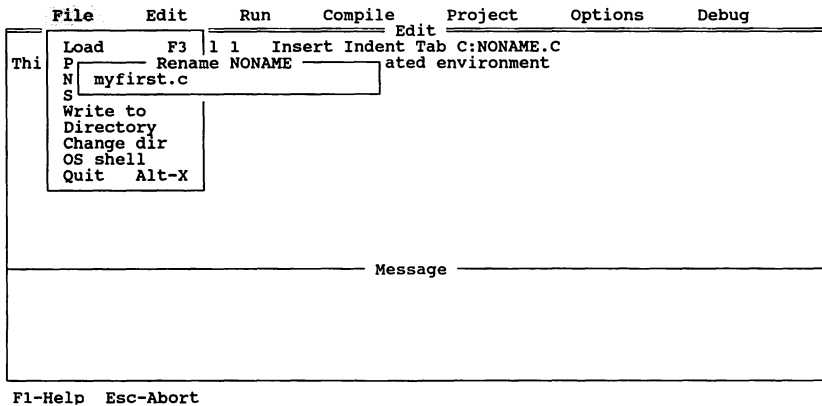 File Edit Run Compile Project Options Debug
Edit
Load F3 l 1 Insert Indent Tab C:NONAME.C
Thi P Rename NONAME ated environment
N myfirst.c
S
Write to
Directory
Change dir
OS shell
Quit Alt-X
Message
F1-Help Esc-Abort